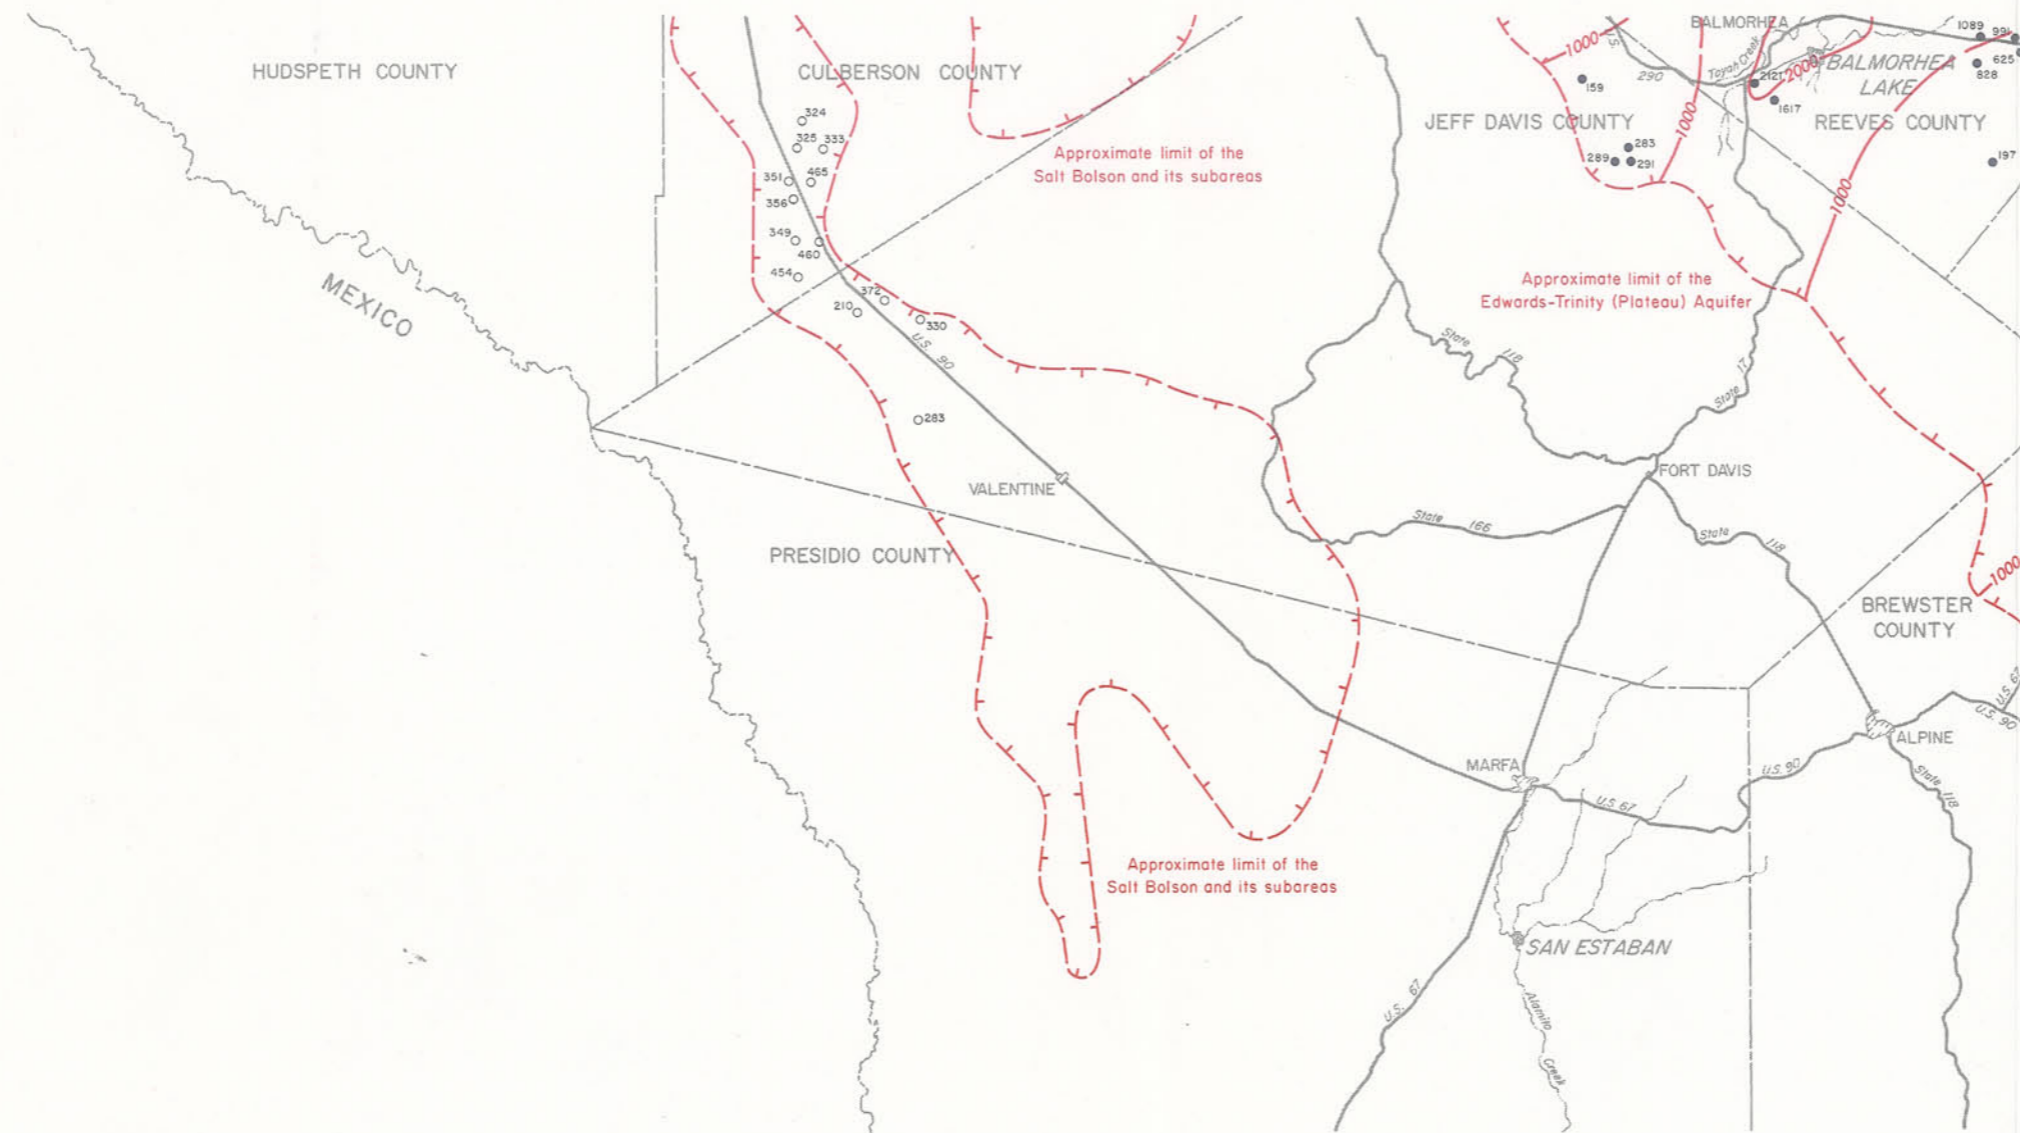 BALMORHEA
1089
991
HUDSPETH COUNTY
CULBERSON COUNTY
1000
U.S.
290
Toyah Creek
2121
2000
BALMORHEA
LAKE
625
828
159
1617
324
325
333
JEFF DAVIS COUNTY
1000
REEVES COUNTY
283
289
291
197
Approximate limit of the
Salt Bolson and its subareas
351
465
356
1000
349
460
454
MEXICO
372
210
330
Approximate limit of the
Edwards-Trinity (Plateau) Aquifer
U.S. 90
State 118
State 17
283
VALENTINE
FORT DAVIS
State 166
State 118
PRESIDIO COUNTY
1000
BREWSTER
COUNTY
U.S. 90
ALPINE
MARFA
U.S. 90
U.S. 67
State 118
Approximate limit of the
Salt Bolson and its subareas
SAN ESTABAN
U.S. 67
Alamito Creek